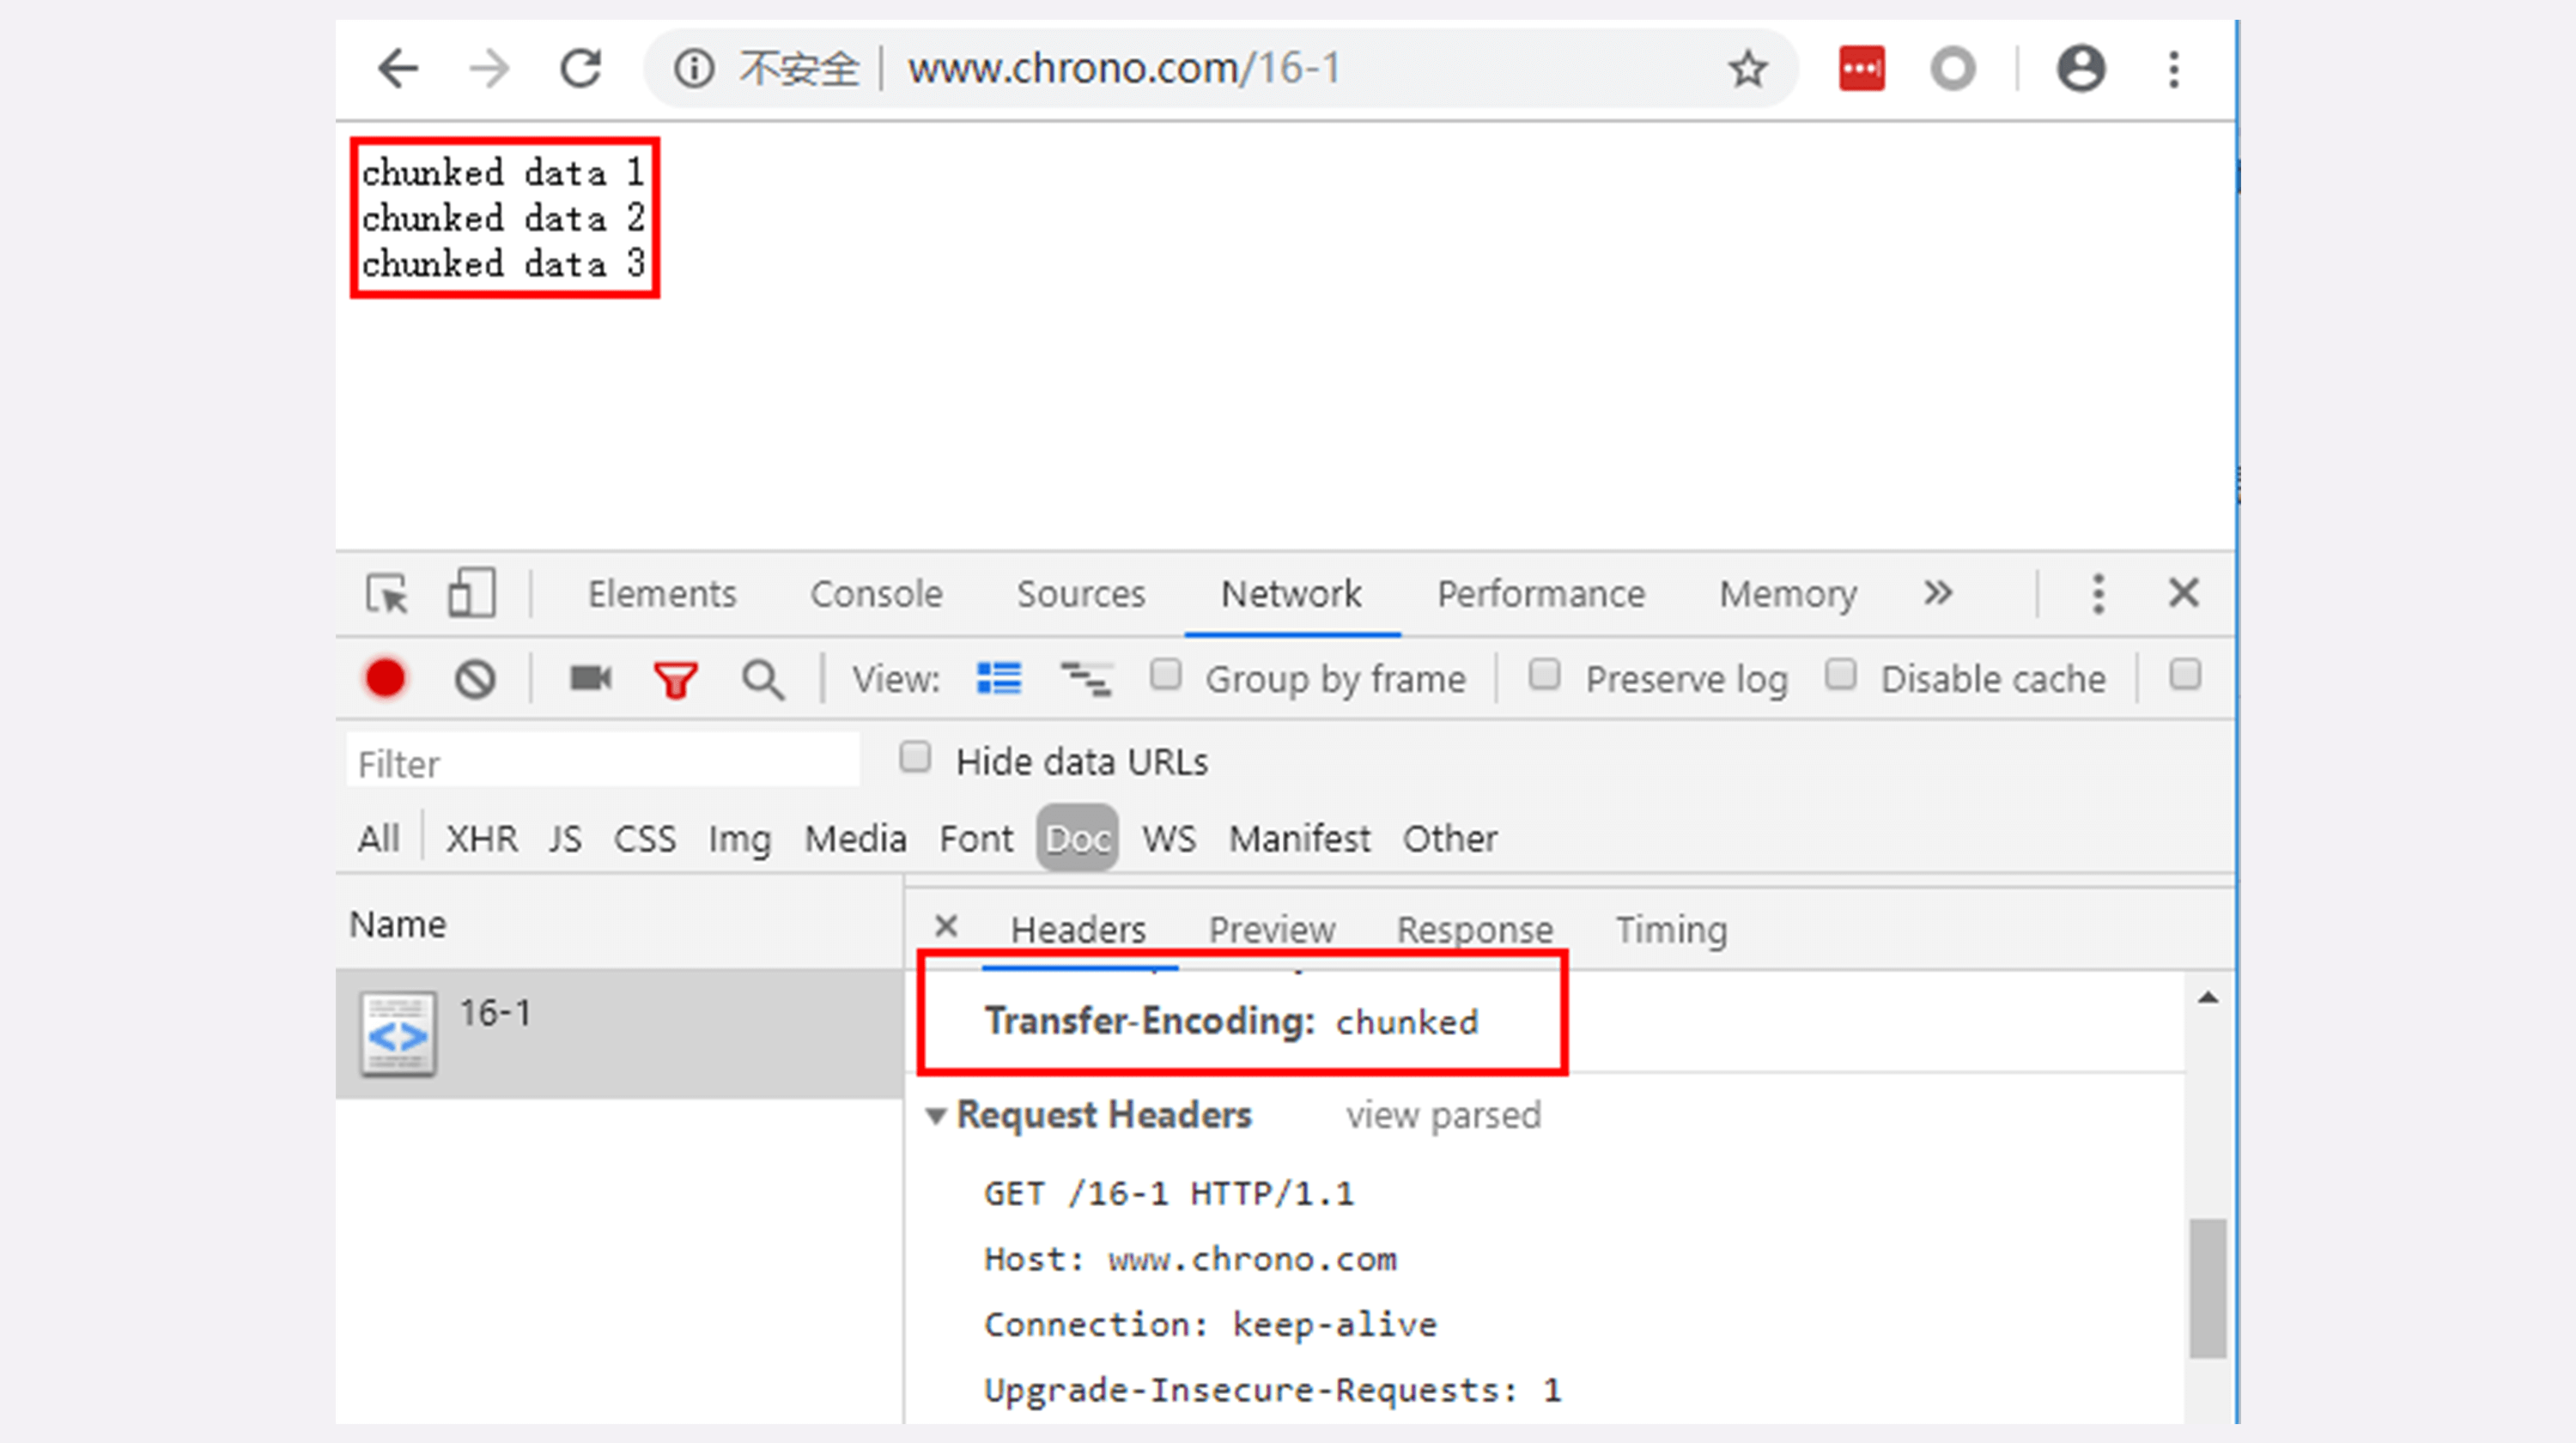 不安全 www.chrono.com/16-1
chunked data 1
chunked data 2
chunked data 3
Elements Console Sources Network Performance Memory »
View: Group by frame Preserve log Disable cache
Filter Hide data URLs
All XHR JS CSS Img Media Font Doc WS Manifest Other
Name
16-1
Headers Preview Response Timing
Transfer-Encoding: chunked
Request Headers view parsed
GET /16-1 HTTP/1.1
Host: www.chrono.com
Connection: keep-alive
Upgrade-Insecure-Requests: 1